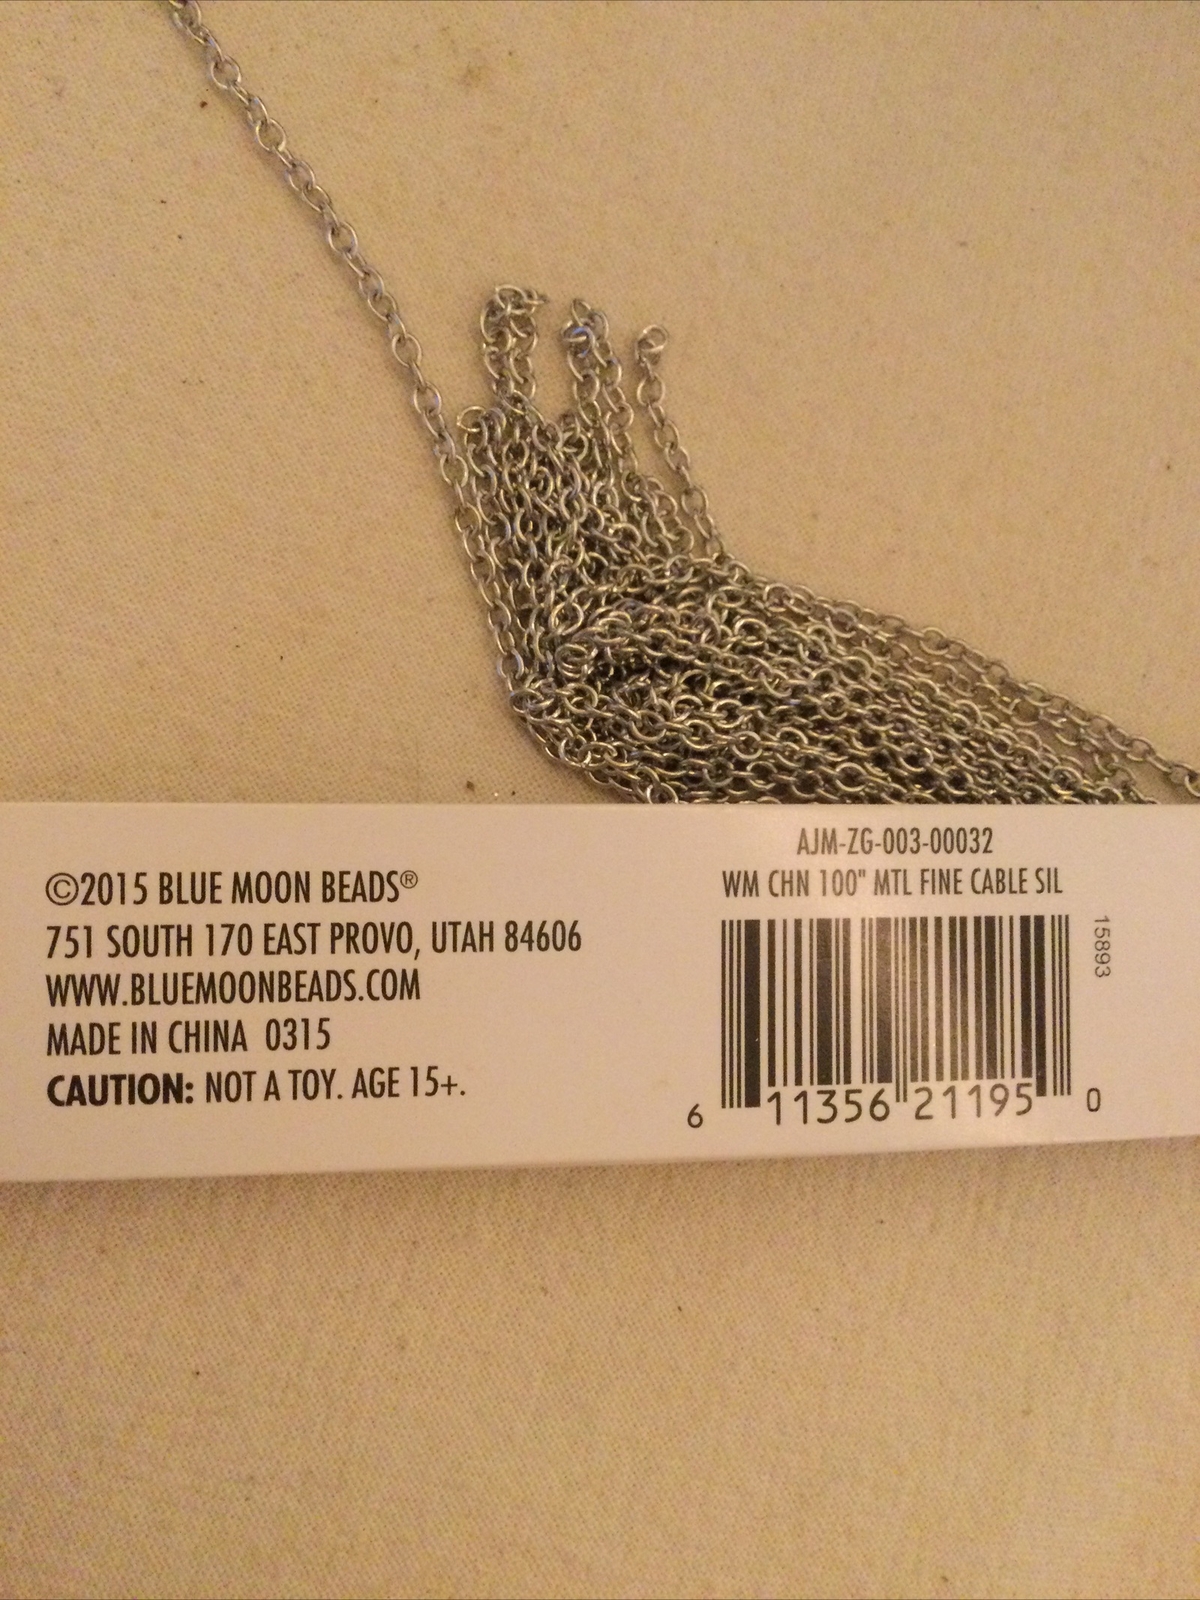 ©2015 BLUE MOON BEADS®
751 SOUTH 170 EAST PROVO, UTAH 84606
WWW.BLUEMOONBEADS.COM
MADE IN CHINA 0315
CAUTION: NOT A TOY. AGE 15+.
AJM-ZG-003-00032
WM CHN 100" MTL FINE CABLE SIL
15893
6 11356 21195 0